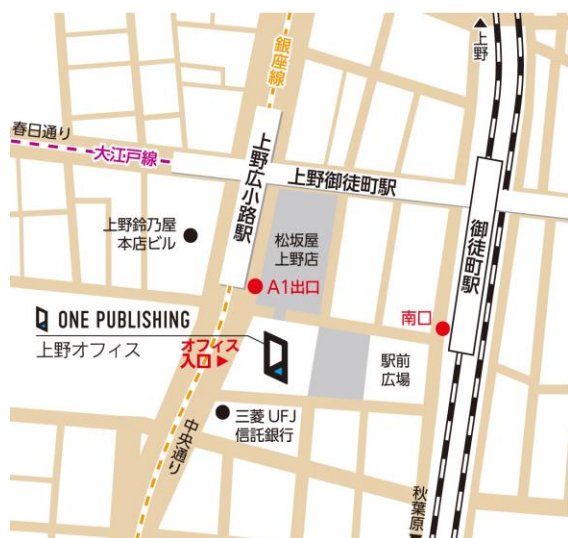 ▲上野
銀座線
春日通り
大江戸線
上野広小路駅
上野御徒町駅
御徒町駅
上野鈴乃屋
本店ビル
松坂屋
上野店
A1出口
南口
ONE PUBLISHING
上野オフィス
オフィス
入口▶
駅前
広場
三菱 UFJ
信託銀行
中央通り
秋葉原▼